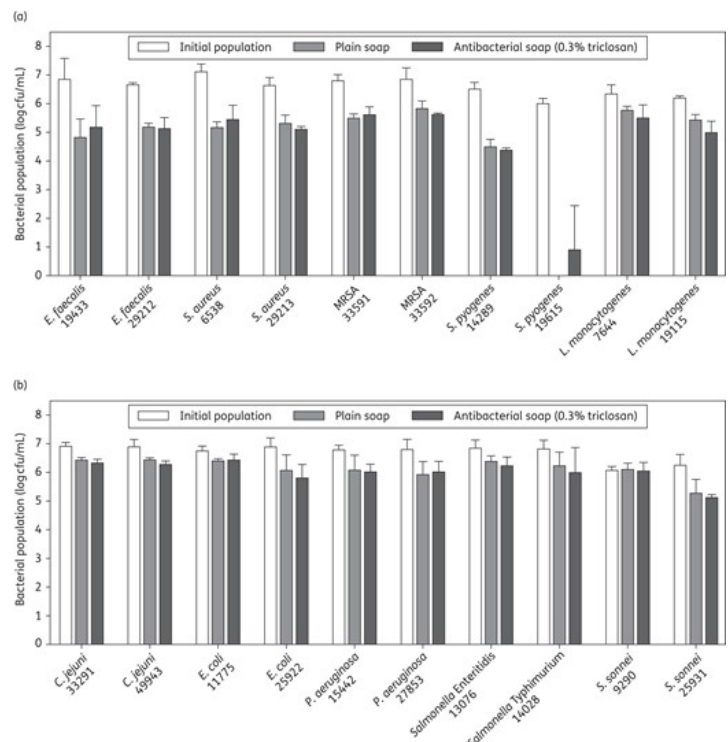 (a)
8
7
6
5
4
3
2
1
0
Bacterial population (log cfu/mL)
Initial population Plain soap Antibacterial soap (0.3% triclosan)
E. faecalis
19433
E. faecalis
29212
S. aureus
6538
S. aureus
29213
MRSA
33591
MRSA
33592
S. pyogenes
14289
S. pyogenes
19615
L. monocytogenes
7644
L. monocytogenes
19115
(b)
8
7
6
5
4
3
2
1
0
Bacterial population (log cfu/mL)
Initial population Plain soap Antibacterial soap (0.3% triclosan)
C. jejuni
33291
C. jejuni
49943
E. coli
11775
E. coli
25922
P. aeruginosa
15442
P. aeruginosa
27853
Salmonella Enteritidis
13076
Salmonella Typhimurium
14028
S. sonnei
9290
S. sonnei
25931